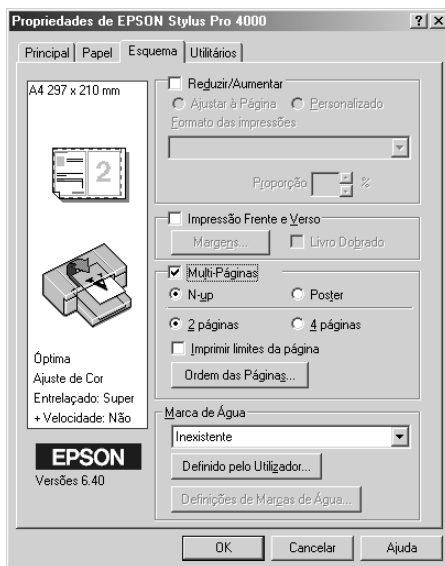 Propriedades de EPSON Stylus Pro 4000
Principal Papel Esquema Utilitários
A4 297 x 210 mm
2
Óptima
Ajuste de Cor
Entrelaçado: Super
+ Velocidade: Não
EPSON
Versões 6.40
Reduzir/Aumentar
Ajustar à Página Personalizado
Formato das impressões
Proporção %
Impressão Frente e Verso
Margens... Livro Dobrado
Multi-Páginas
N-up Poster
2 páginas 4 páginas
Imprimir limites da página
Ordem das Páginas...
Marca de Água
Inexistente
Definido pelo Utilizador...
Definições de Marcas de Água...
OK Cancelar Ajuda